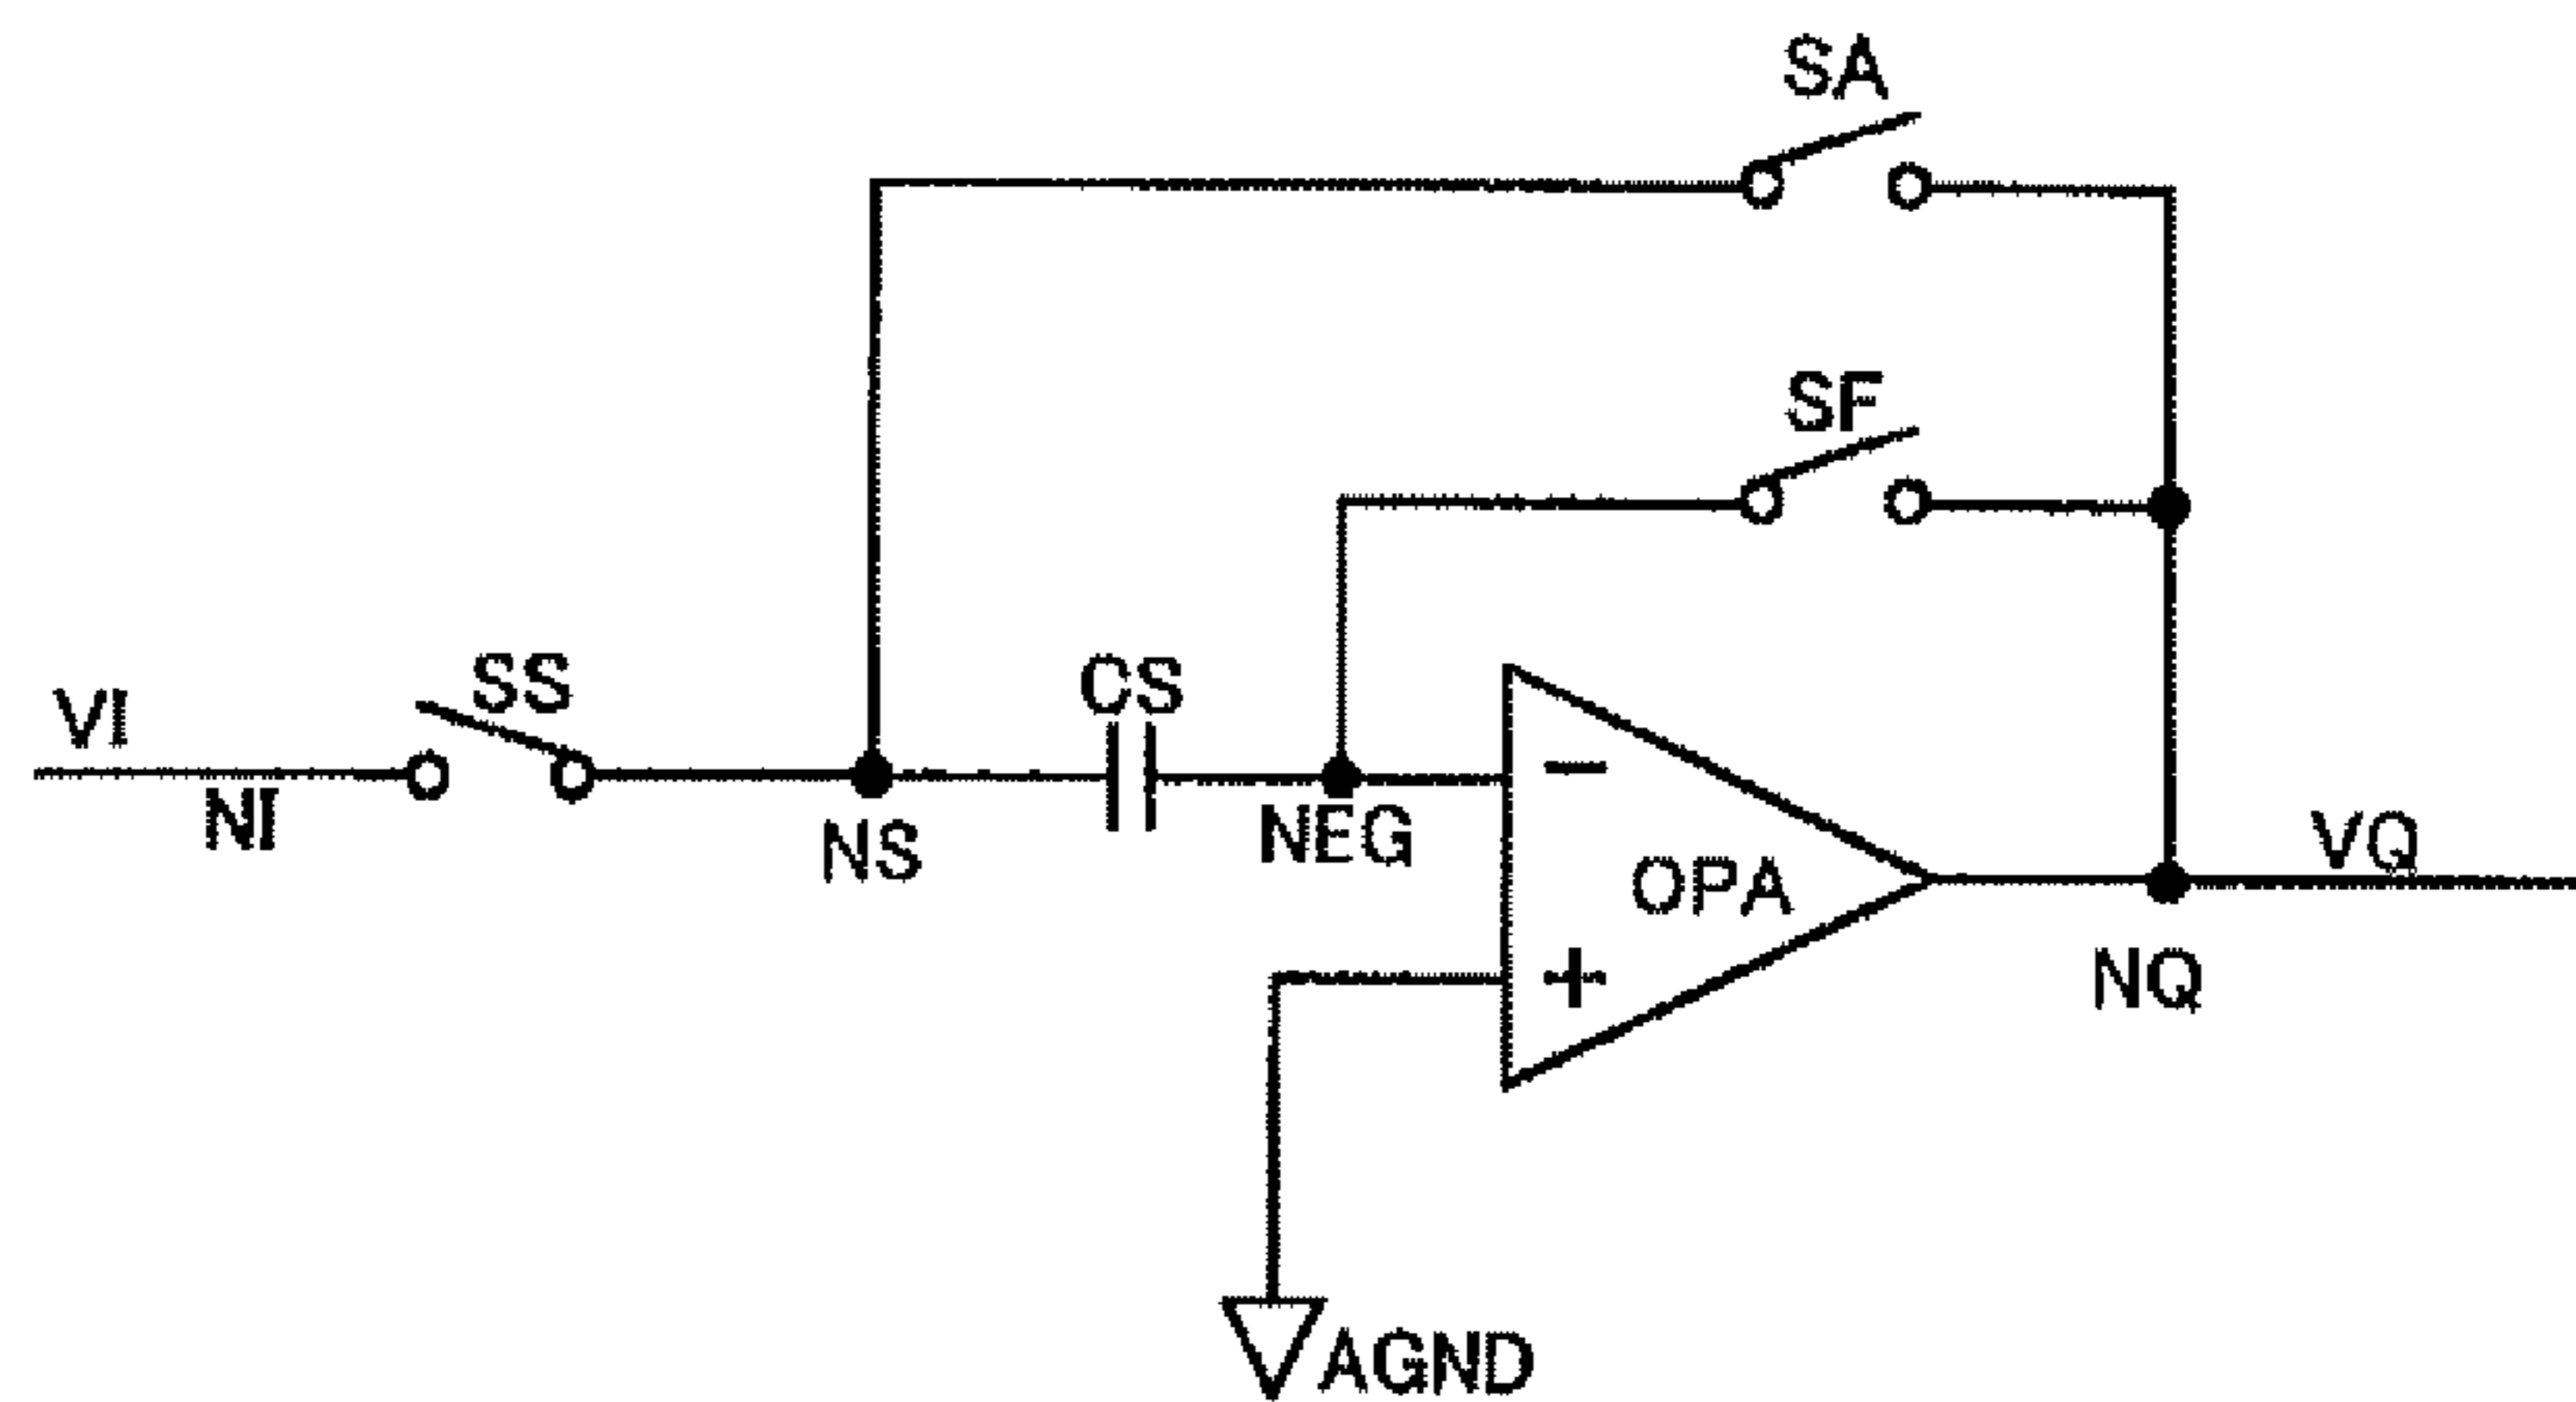 SA
SF
SS
CS
VI
NI
NS
NEG
−
OPA
+
VQ
NQ
AGND